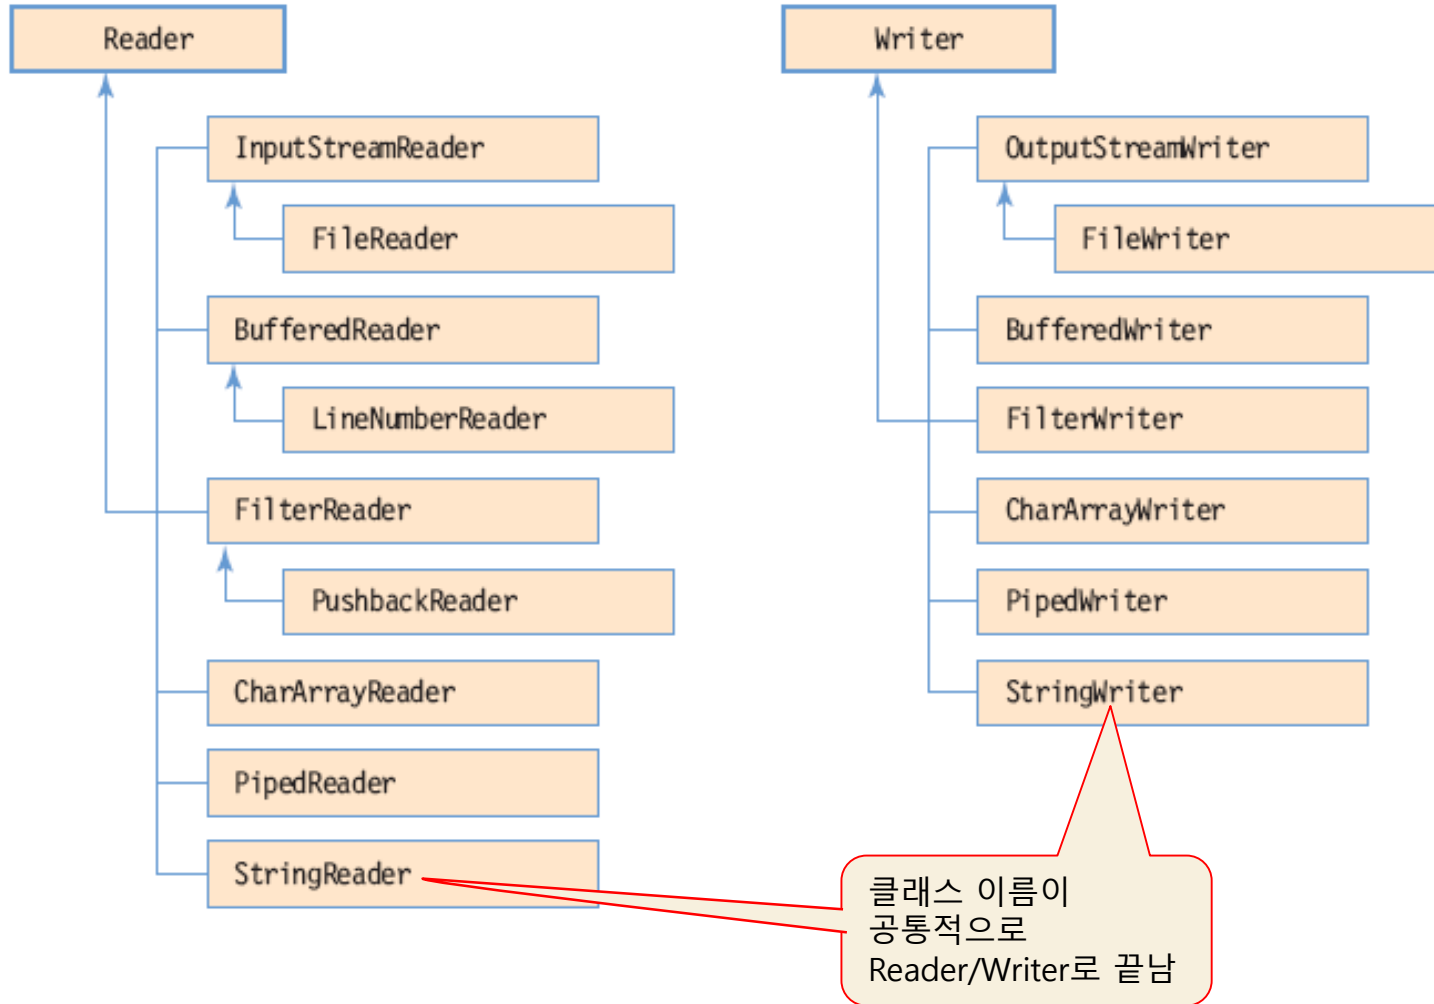 Reader
InputStreamReader
FileReader
BufferedReader
LineNumberReader
FilterReader
PushbackReader
CharArrayReader
PipedReader
StringReader
Writer
OutputStreamWriter
FileWriter
BufferedWriter
FilterWriter
CharArrayWriter
PipedWriter
StringWriter
클래스 이름이
공통적으로
Reader/Writer로 끝남